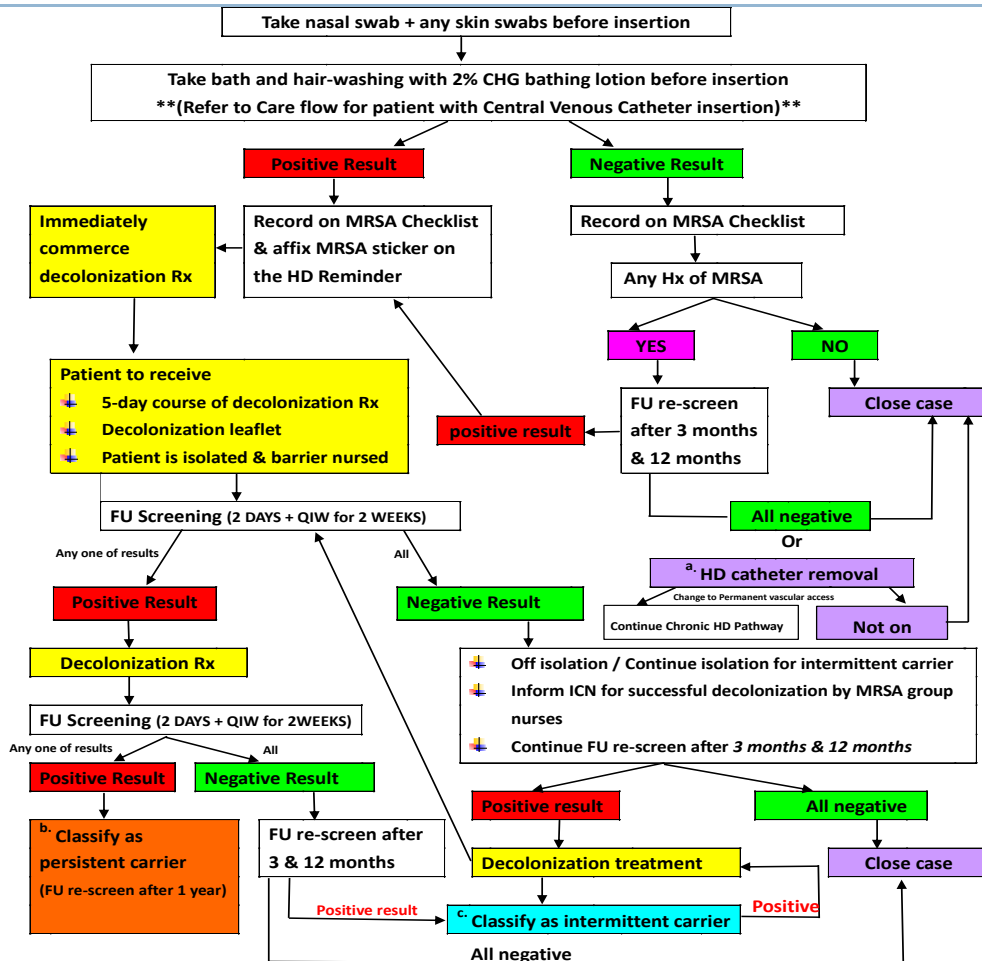 Take nasal swab + any skin swabs before insertion
Take bath and hair-washing with 2% CHG bathing lotion before insertion
**(Refer to Care flow for patient with Central Venous Catheter insertion)**
Positive Result
Negative Result
Immediately
commerce
decolonization Rx
Record on MRSA Checklist
& affix MRSA sticker on
the HD Reminder
Record on MRSA Checklist
Any Hx of MRSA
YES
NO
Patient to receive
5-day course of decolonization Rx
Decolonization leaflet
Patient is isolated & barrier nursed
positive result
FU re-screen
after 3 months
& 12 months
Close case
FU Screening (2 DAYS + QIW for 2 WEEKS)
All negative
Or
Any one of results
All
a. HD catheter removal
Change to Permanent vascular access
Positive Result
Negative Result
Continue Chronic HD Pathway
Not on
Decolonization Rx
Off isolation / Continue isolation for intermittent carrier
Inform ICN for successful decolonization by MRSA group
nurses
Continue FU re-screen after 3 months & 12 months
FU Screening (2 DAYS + QIW for 2WEEKS)
Any one of results
All
Positive Result
Negative Result
Positive result
All negative
b. Classify as
persistent carrier
(FU re-screen after 1 year)
FU re-screen after
3 & 12 months
Decolonization treatment
Close case
Positive result
c. Classify as intermittent carrier
Positive
All negative